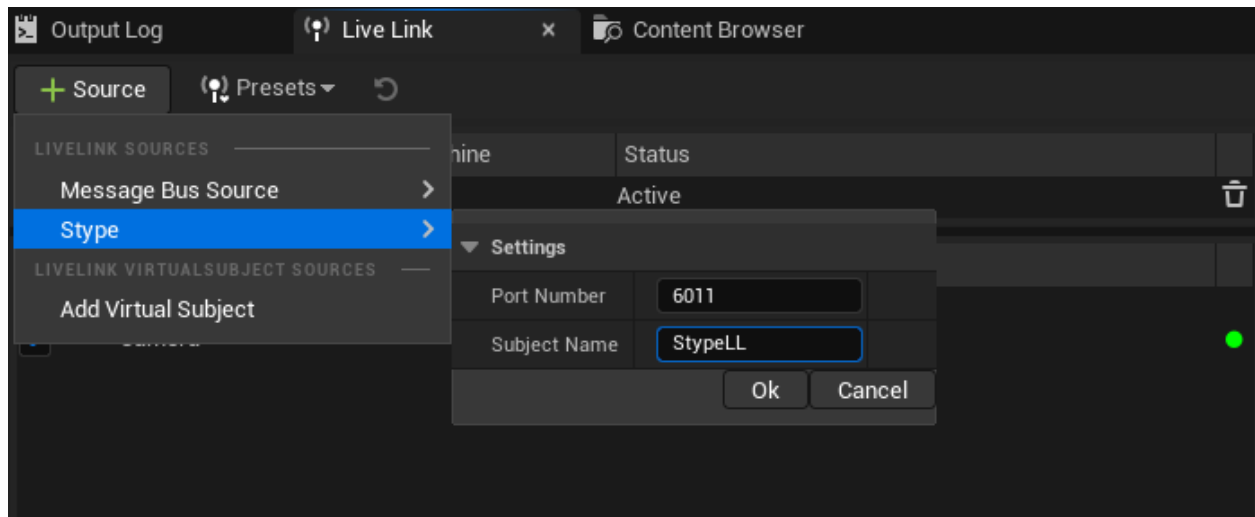 Output Log Live Link × Content Browser
+ Source Presets
LIVELINK SOURCES
Status
Message Bus Source
Active
Stype
Settings
LIVELINK VIRTUALSUBJECT SOURCES
Port Number 6011
Add Virtual Subject
Subject Name StypeLL
Ok Cancel